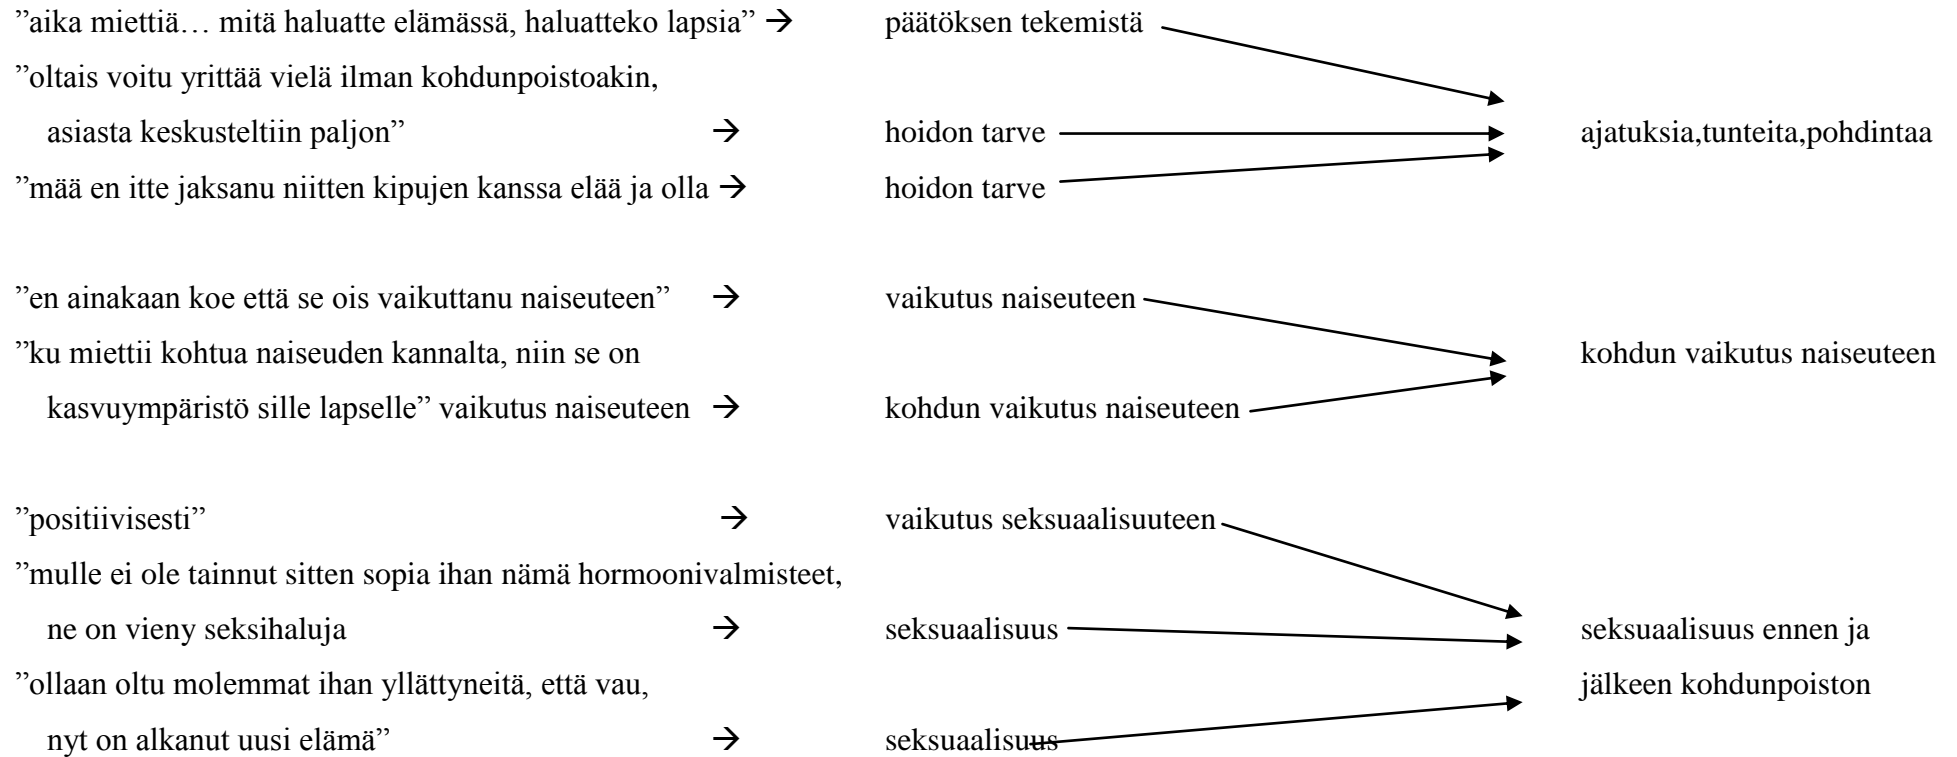 ”aika miettiä… mitä haluatte elämässä, haluatteko lapsia” → päätöksen tekemistä
”oltais voitu yrittää vielä ilman kohdunpoistoakin,
asiasta keskusteltiin paljon” → hoidon tarve ajatuksia,tunteita,pohdintaa
”mää en itte jaksanu niitten kipujen kanssa elää ja olla → hoidon tarve
”en ainakaan koe että se ois vaikuttanu naiseuteen” → vaikutus naiseuteen
”ku miettii kohtua naiseuden kannalta, niin se on kohdun vaikutus naiseuteen
kasvuympäristö sille lapselle” vaikutus naiseuteen → kohdun vaikutus naiseuteen
”positiivisesti” → vaikutus seksuaalisuuteen
”mulle ei ole tainnut sitten sopia ihan nämä hormoonivalmisteet,
ne on vieny seksihaluja → seksuaalisuus seksuaalisuus ennen ja
”ollaan oltu molemmat ihan yllättyneitä, että vau, jälkeen kohdunpoiston
nyt on alkanut uusi elämä” → seksuaalisuus